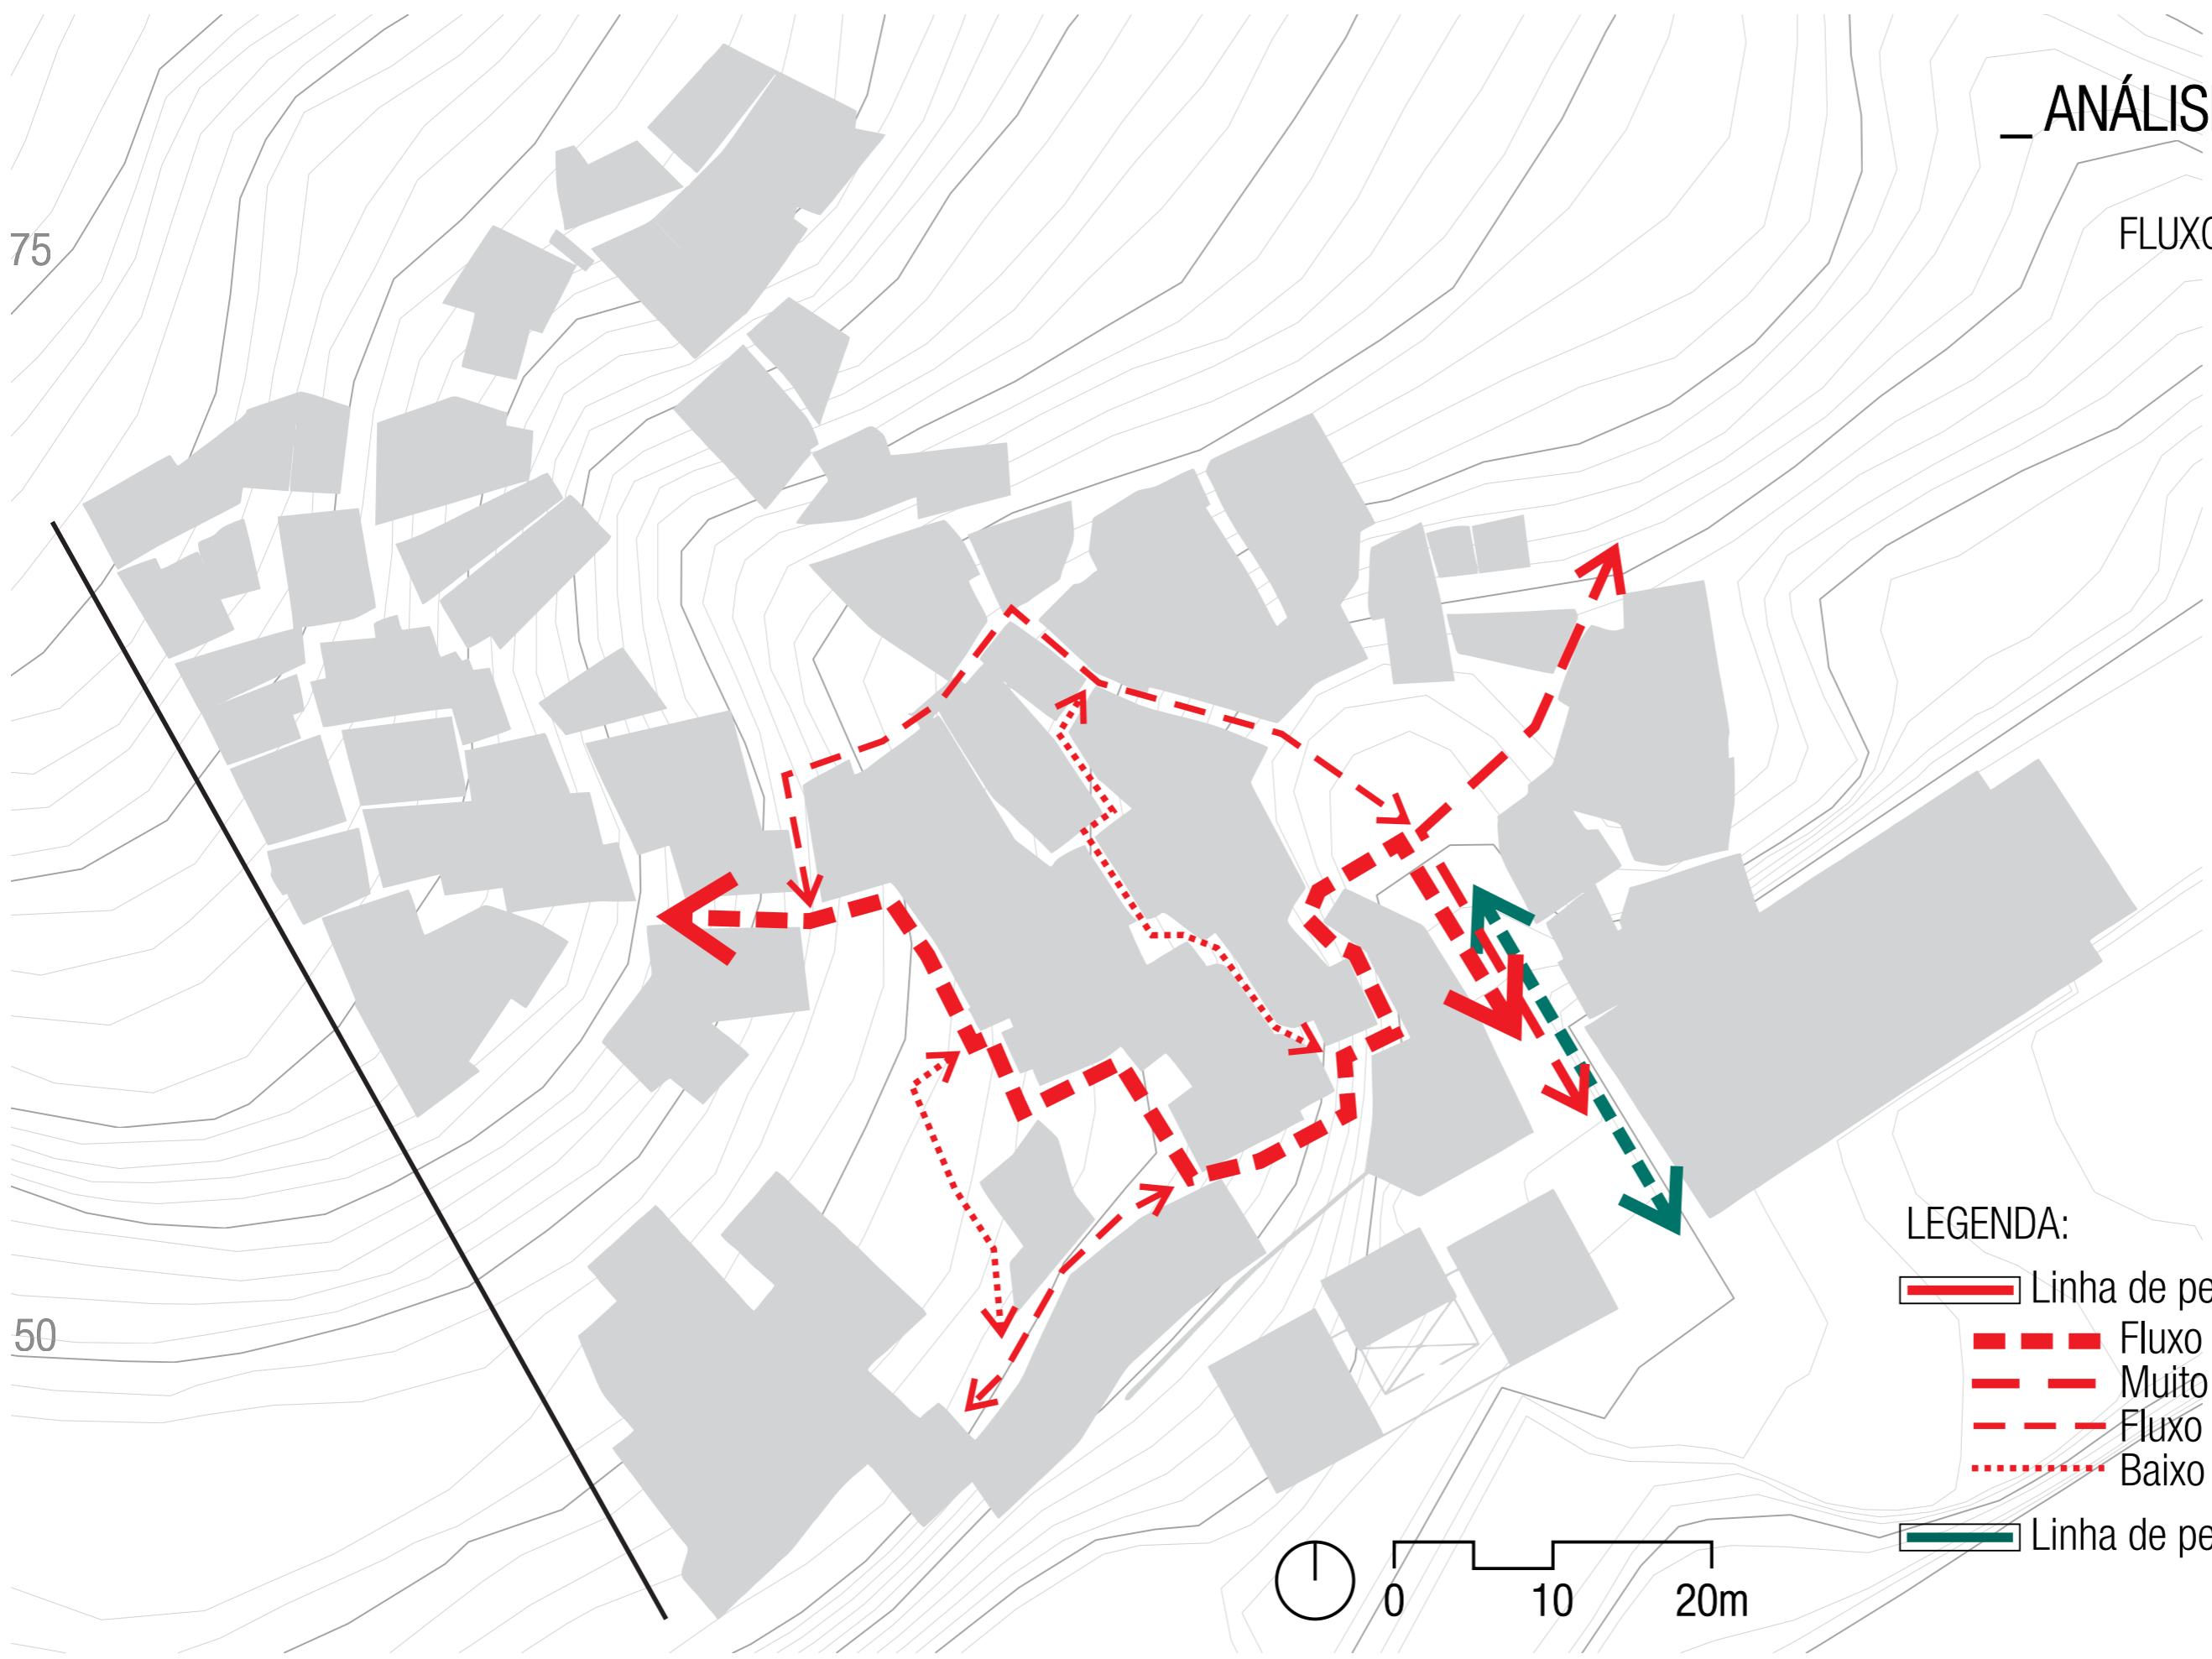 _ ANÁLIS
FLUXO
75
50
LEGENDA:
Linha de pe
Fluxo
Muito
Fluxo
Baixo
Linha de pe
0 10 20m